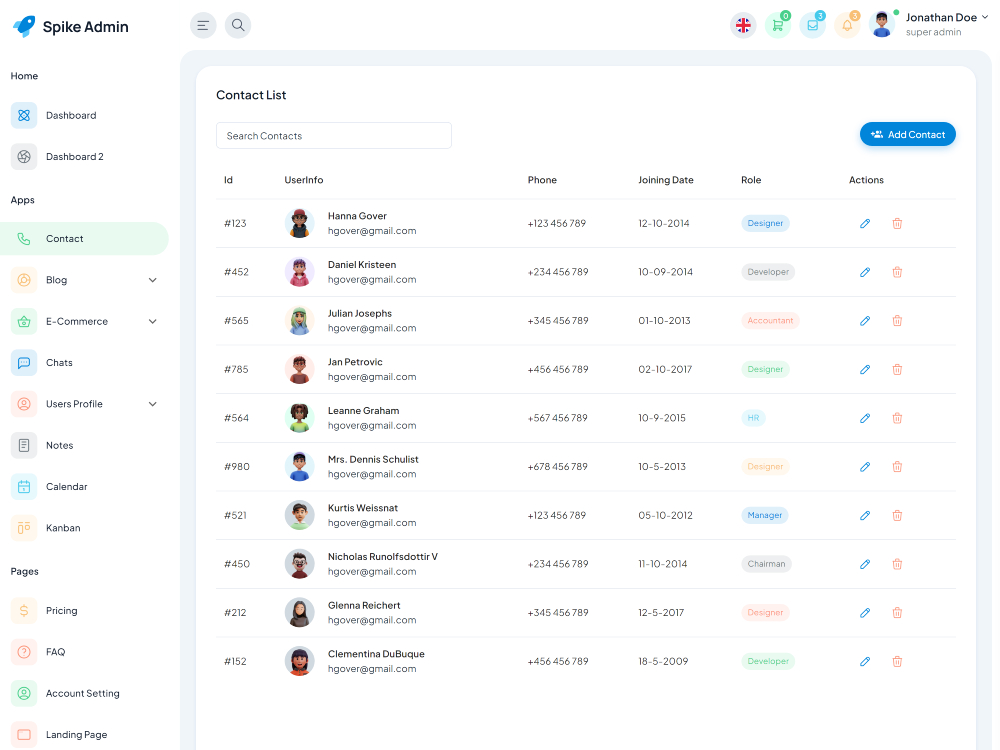 Spike Admin
0
3
3
Jonathan Doe
super admin
Home
Dashboard
Dashboard 2
Apps
Contact
Blog
E-Commerce
Chats
Users Profile
Notes
Calendar
Kanban
Pages
Pricing
FAQ
Account Setting
Landing Page
Contact List
Search Contacts
Add Contact
Id UserInfo Phone Joining Date Role Actions
#123 Hanna Gover +123 456 789 12-10-2014 Designer
hgover@gmail.com
#452 Daniel Kristeen +234 456 789 10-09-2014 Developer
hgover@gmail.com
#565 Julian Josephs +345 456 789 01-10-2013 Accountant
hgover@gmail.com
#785 Jan Petrovic +456 456 789 02-10-2017 Designer
hgover@gmail.com
#564 Leanne Graham +567 456 789 10-9-2015 HR
hgover@gmail.com
#980 Mrs. Dennis Schulist +678 456 789 10-5-2013 Designer
hgover@gmail.com
#521 Kurtis Weissnat +123 456 789 05-10-2012 Manager
hgover@gmail.com
#450 Nicholas Runolfsdottir V +234 456 789 11-10-2014 Chairman
hgover@gmail.com
#212 Glenna Reichert +345 456 789 12-5-2017 Designer
hgover@gmail.com
#152 Clementina DuBuque +456 456 789 18-5-2009 Developer
hgover@gmail.com